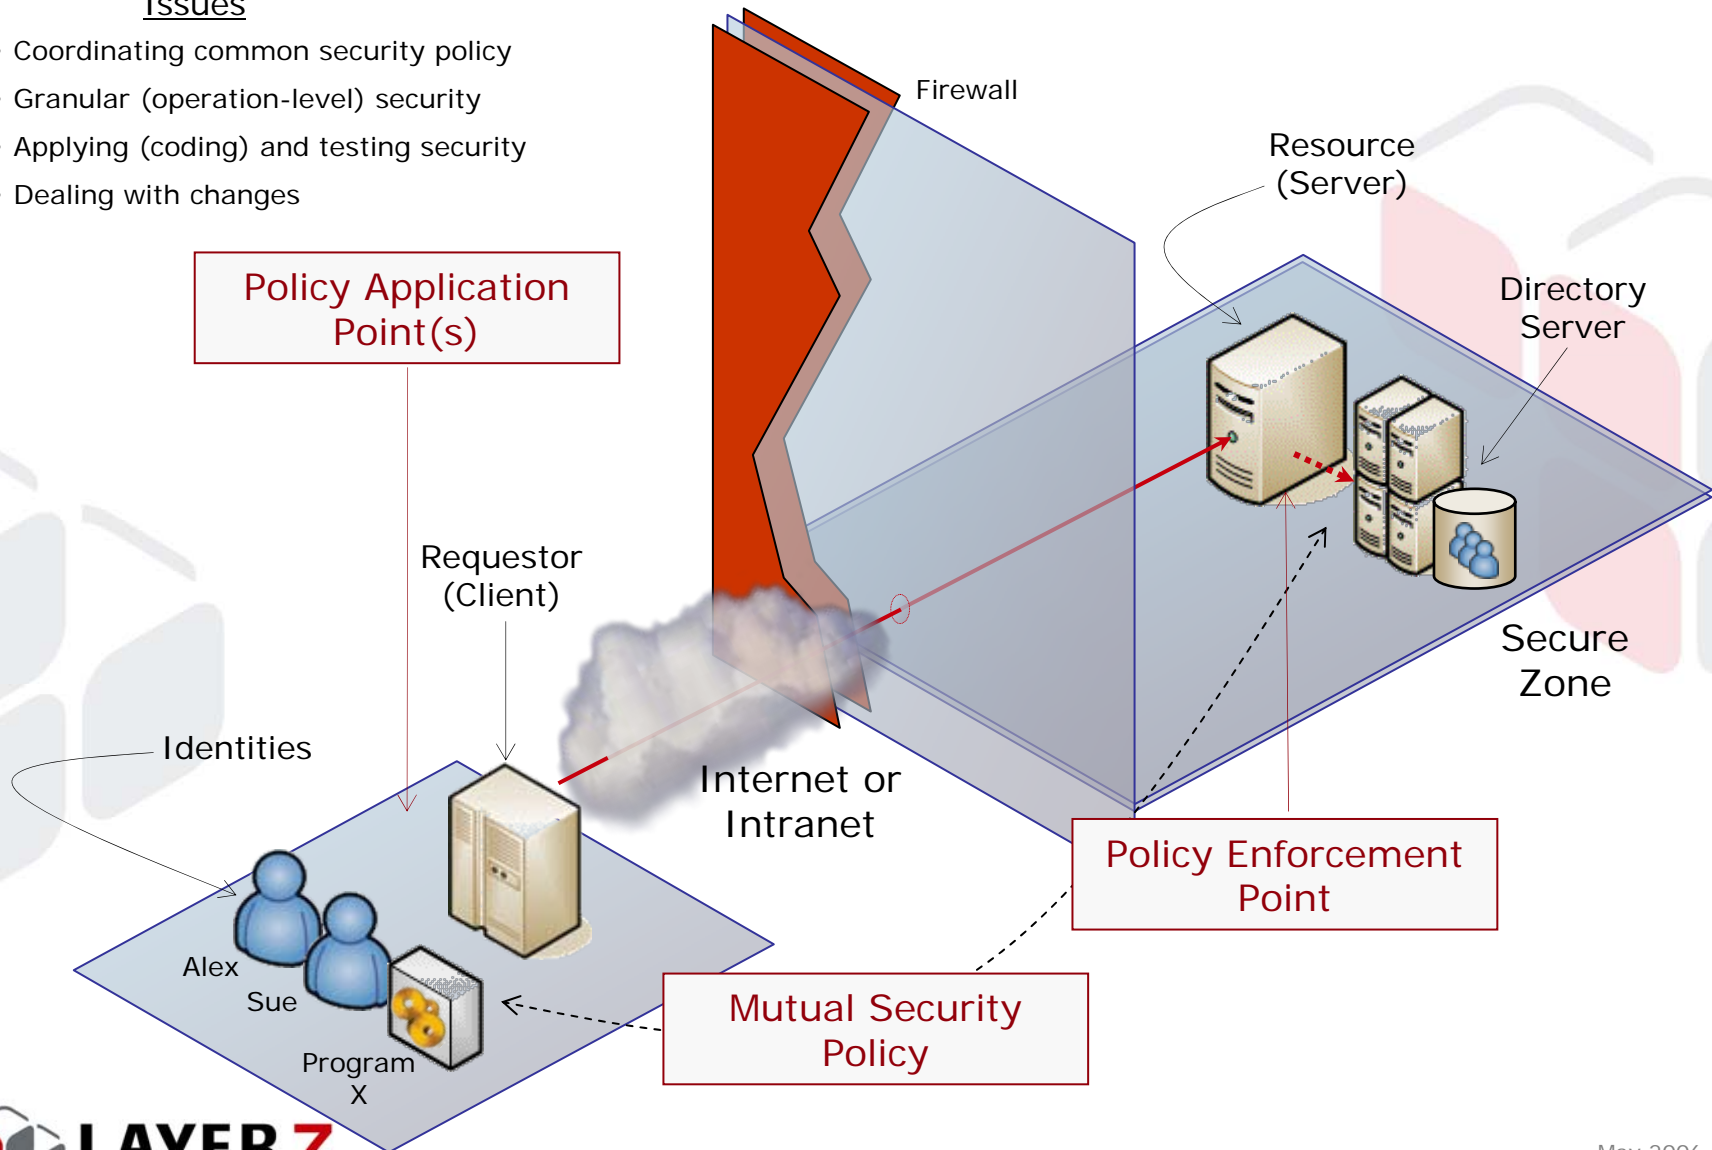 Issues
Coordinating common security policy
Granular (operation-level) security
Applying (coding) and testing security
Dealing with changes
Firewall
Resource
(Server)
Directory
Server
Policy Application
Point(s)
Requestor
(Client)
Identities
Secure
Zone
Internet or
Intranet
Policy Enforcement
Point
Alex
Sue
Program
X
Mutual Security
Policy
LAYER 7